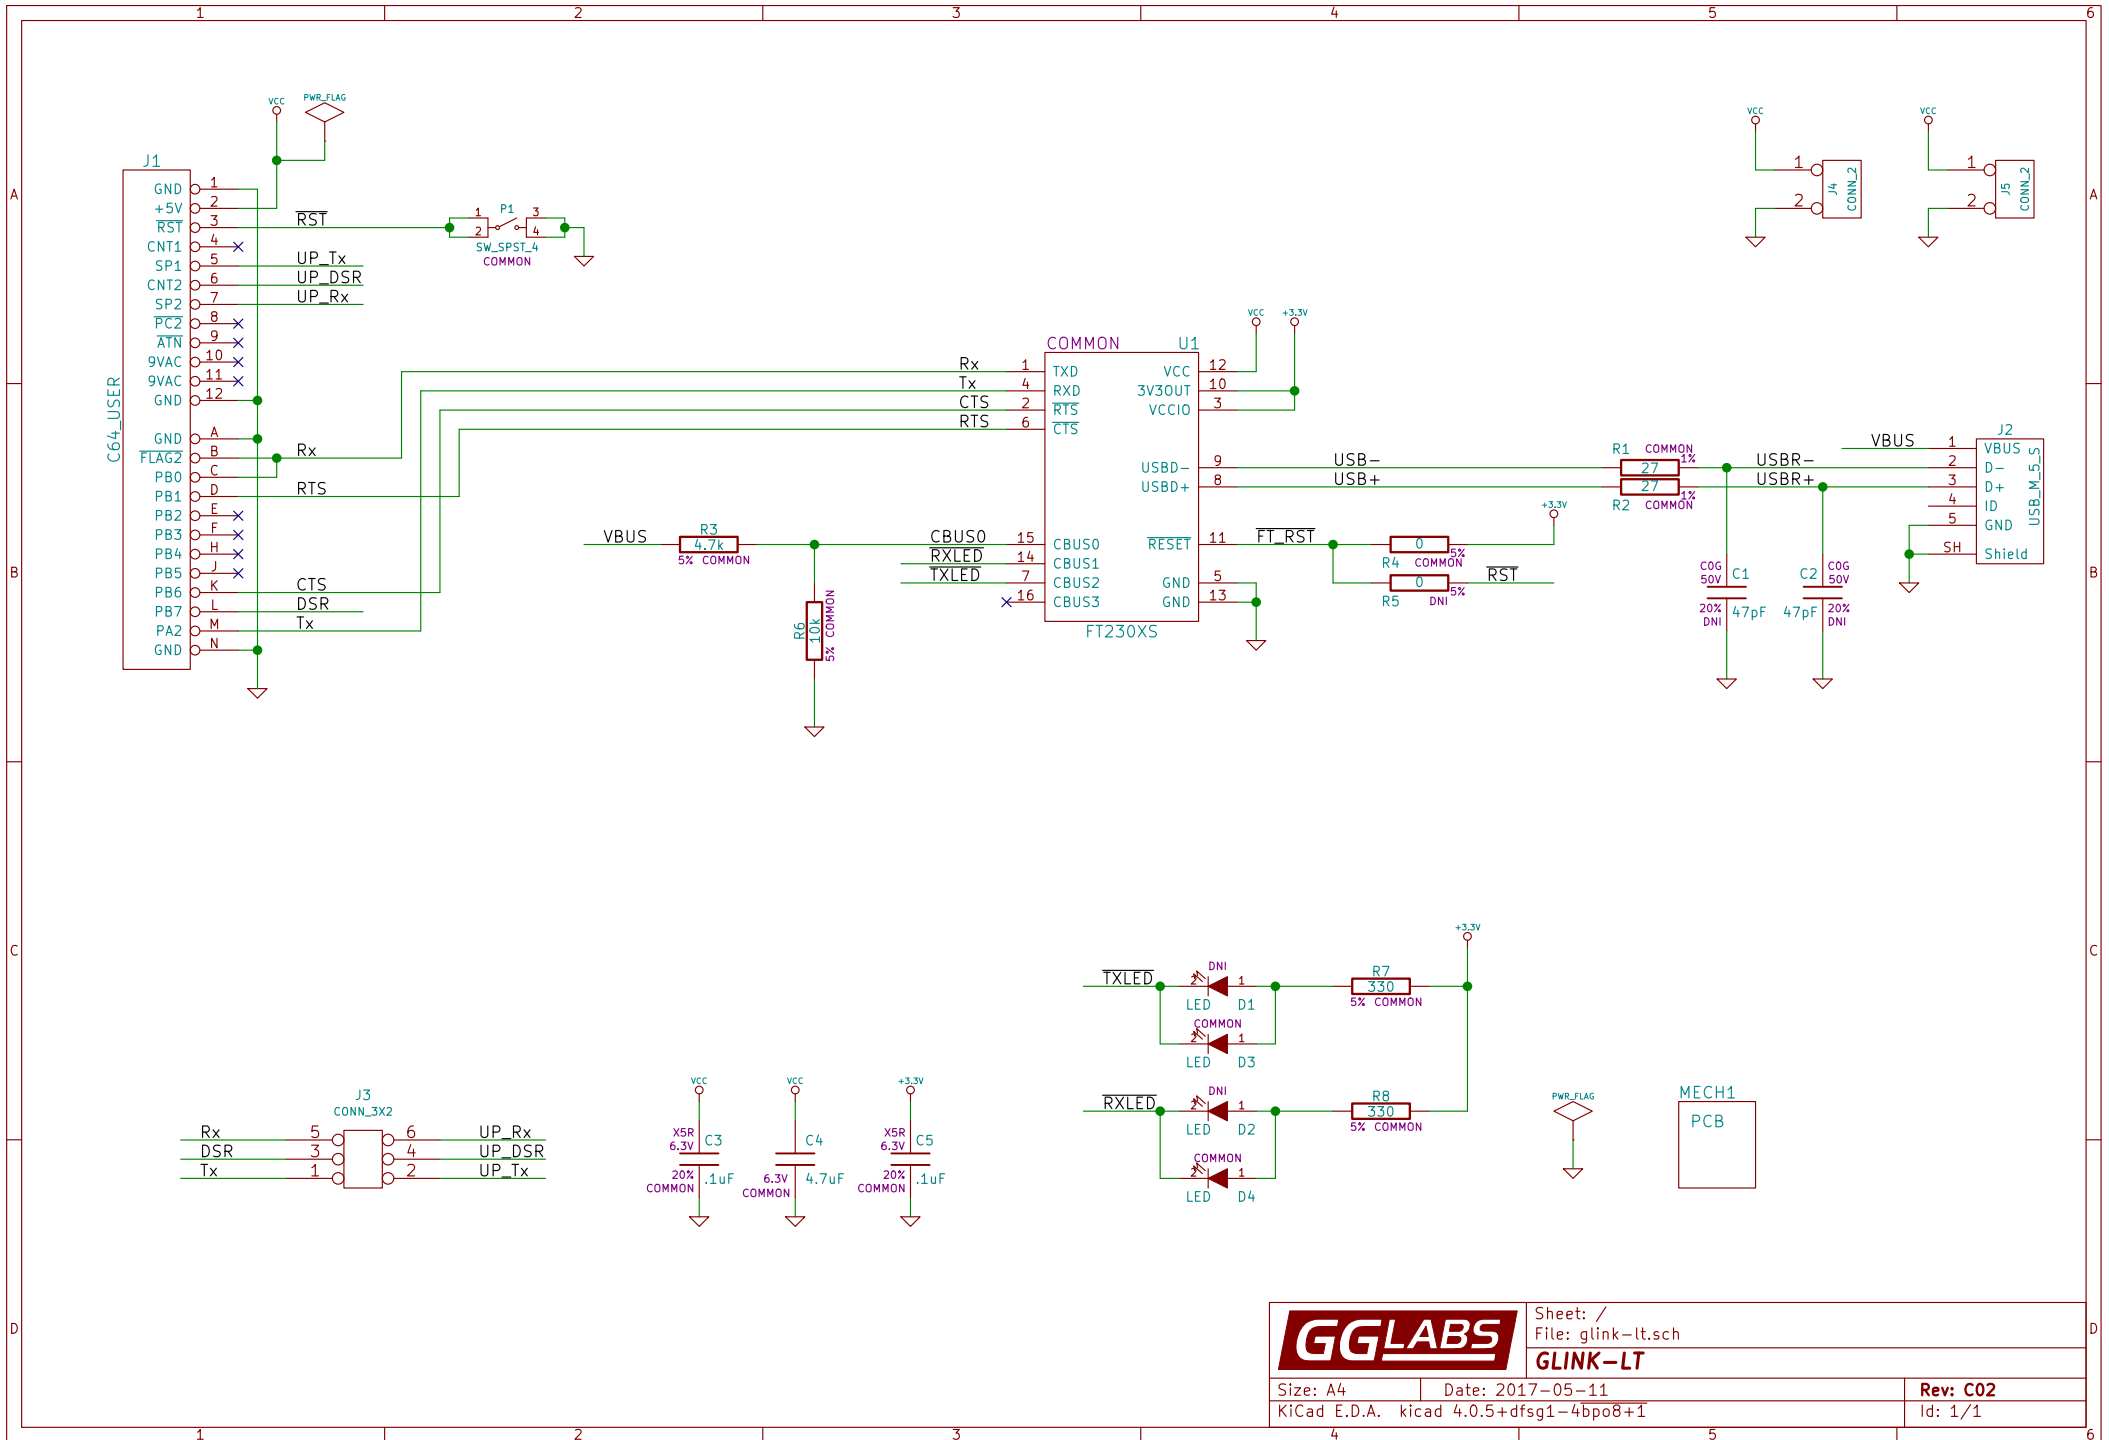 1 2 3 4 5 6
A
B
C
D
A
B
C
D
1 2 3 4 5 6
VCC
PWR_FLAG
J1
C64_USER
GND 1
+5V 2
RST 3
CNT1 4
SP1 5
CNT2 6
SP2 7
PC2 8
ATN 9
9VAC 10
9VAC 11
GND 12
GND A
FLAG2 B
PB0 C
PB1 D
PB2 E
PB3 F
PB4 H
PB5 J
PB6 K
PB7 L
PA2 M
GND N
RST
UP_Tx
UP_DSR
UP_Rx
Rx
RTS
CTS
DSR
Tx
1 P1 3
2 4
SW_SPST_4
COMMON
VCC
1
2
J4
CONN_2
VCC
1
2
J5
CONN_2
VCC +3.3V
COMMON U1
Rx 1 TXD VCC 12
Tx 4 RXD 3V3OUT 10
CTS 2 RTS VCCIO 3
RTS 6 CTS
USBD- 9 USB-
USBD+ 8 USB+
CBUS0 15 CBUS0 RESET 11 FT_RST
RXLED 14 CBUS1
TXLED 7 CBUS2 GND 5
16 CBUS3 GND 13
FT230XS
VBUS
R3
4.7k
5% COMMON
R6
10k
5% COMMON
+3.3V
0
R4 5%
COMMON
0
R5 5%
DNI
RST
R1 COMMON
27 1%
27 1%
R2 COMMON
USBR-
USBR+
VBUS
J2
1 VBUS
2 D-
3 D+
4 ID
5 GND
SH Shield
USB_M_5_S
C0G
50V
C1
20%
DNI
47pF
C2
C0G
50V
47pF
20%
DNI
+3.3V
TXLED
DNI
2 1
LED D1
COMMON
2 1
LED D3
R7
330
5% COMMON
RXLED
DNI
2 1
LED D2
COMMON
2 1
LED D4
R8
330
5% COMMON
PWR_FLAG
MECH1
PCB
J3
CONN_3X2
Rx 5 6 UP_Rx
DSR 3 4 UP_DSR
Tx 1 2 UP_Tx
VCC
X5R
6.3V C3
20% .1uF
COMMON
VCC
C4
6.3V 4.7uF
COMMON
+3.3V
X5R
6.3V C5
20% .1uF
COMMON
GGLABS
Sheet: /
File: glink-lt.sch
GLINK-LT
Size: A4 Date: 2017-05-11 Rev: C02
KiCad E.D.A. kicad 4.0.5+dfsg1-4bpo8+1 Id: 1/1